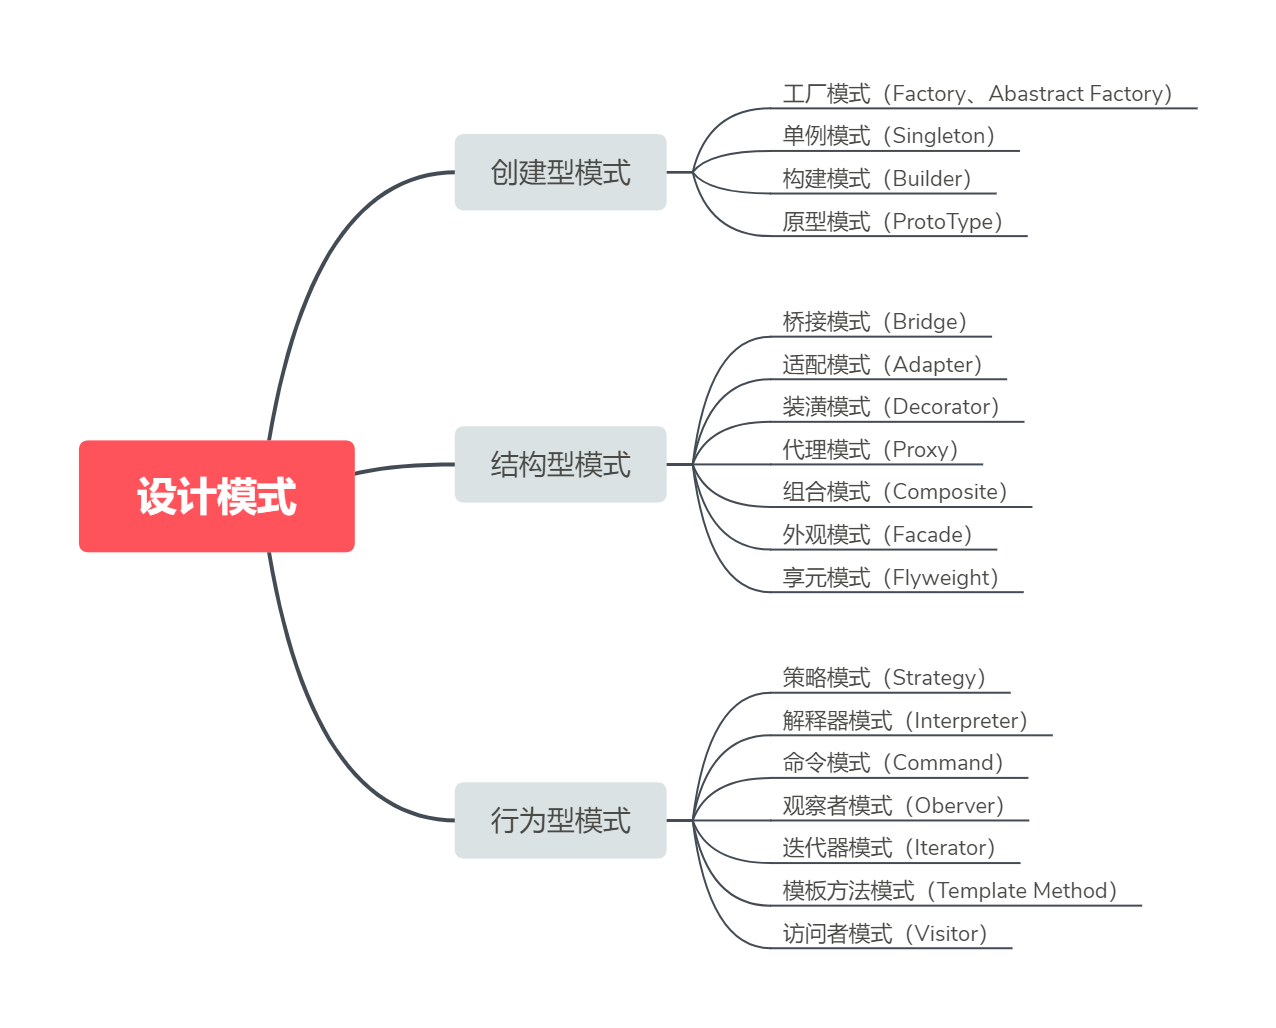 设计模式
创建型模式
工厂模式（Factory、Abastract Factory）
单例模式（Singleton）
构建模式（Builder）
原型模式（ProtoType）
结构型模式
桥接模式（Bridge）
适配模式（Adapter）
装潢模式（Decorator）
代理模式（Proxy）
组合模式（Composite）
外观模式（Facade）
享元模式（Flyweight）
行为型模式
策略模式（Strategy）
解释器模式（Interpreter）
命令模式（Command）
观察者模式（Oberver）
迭代器模式（Iterator）
模板方法模式（Template Method）
访问者模式（Visitor）